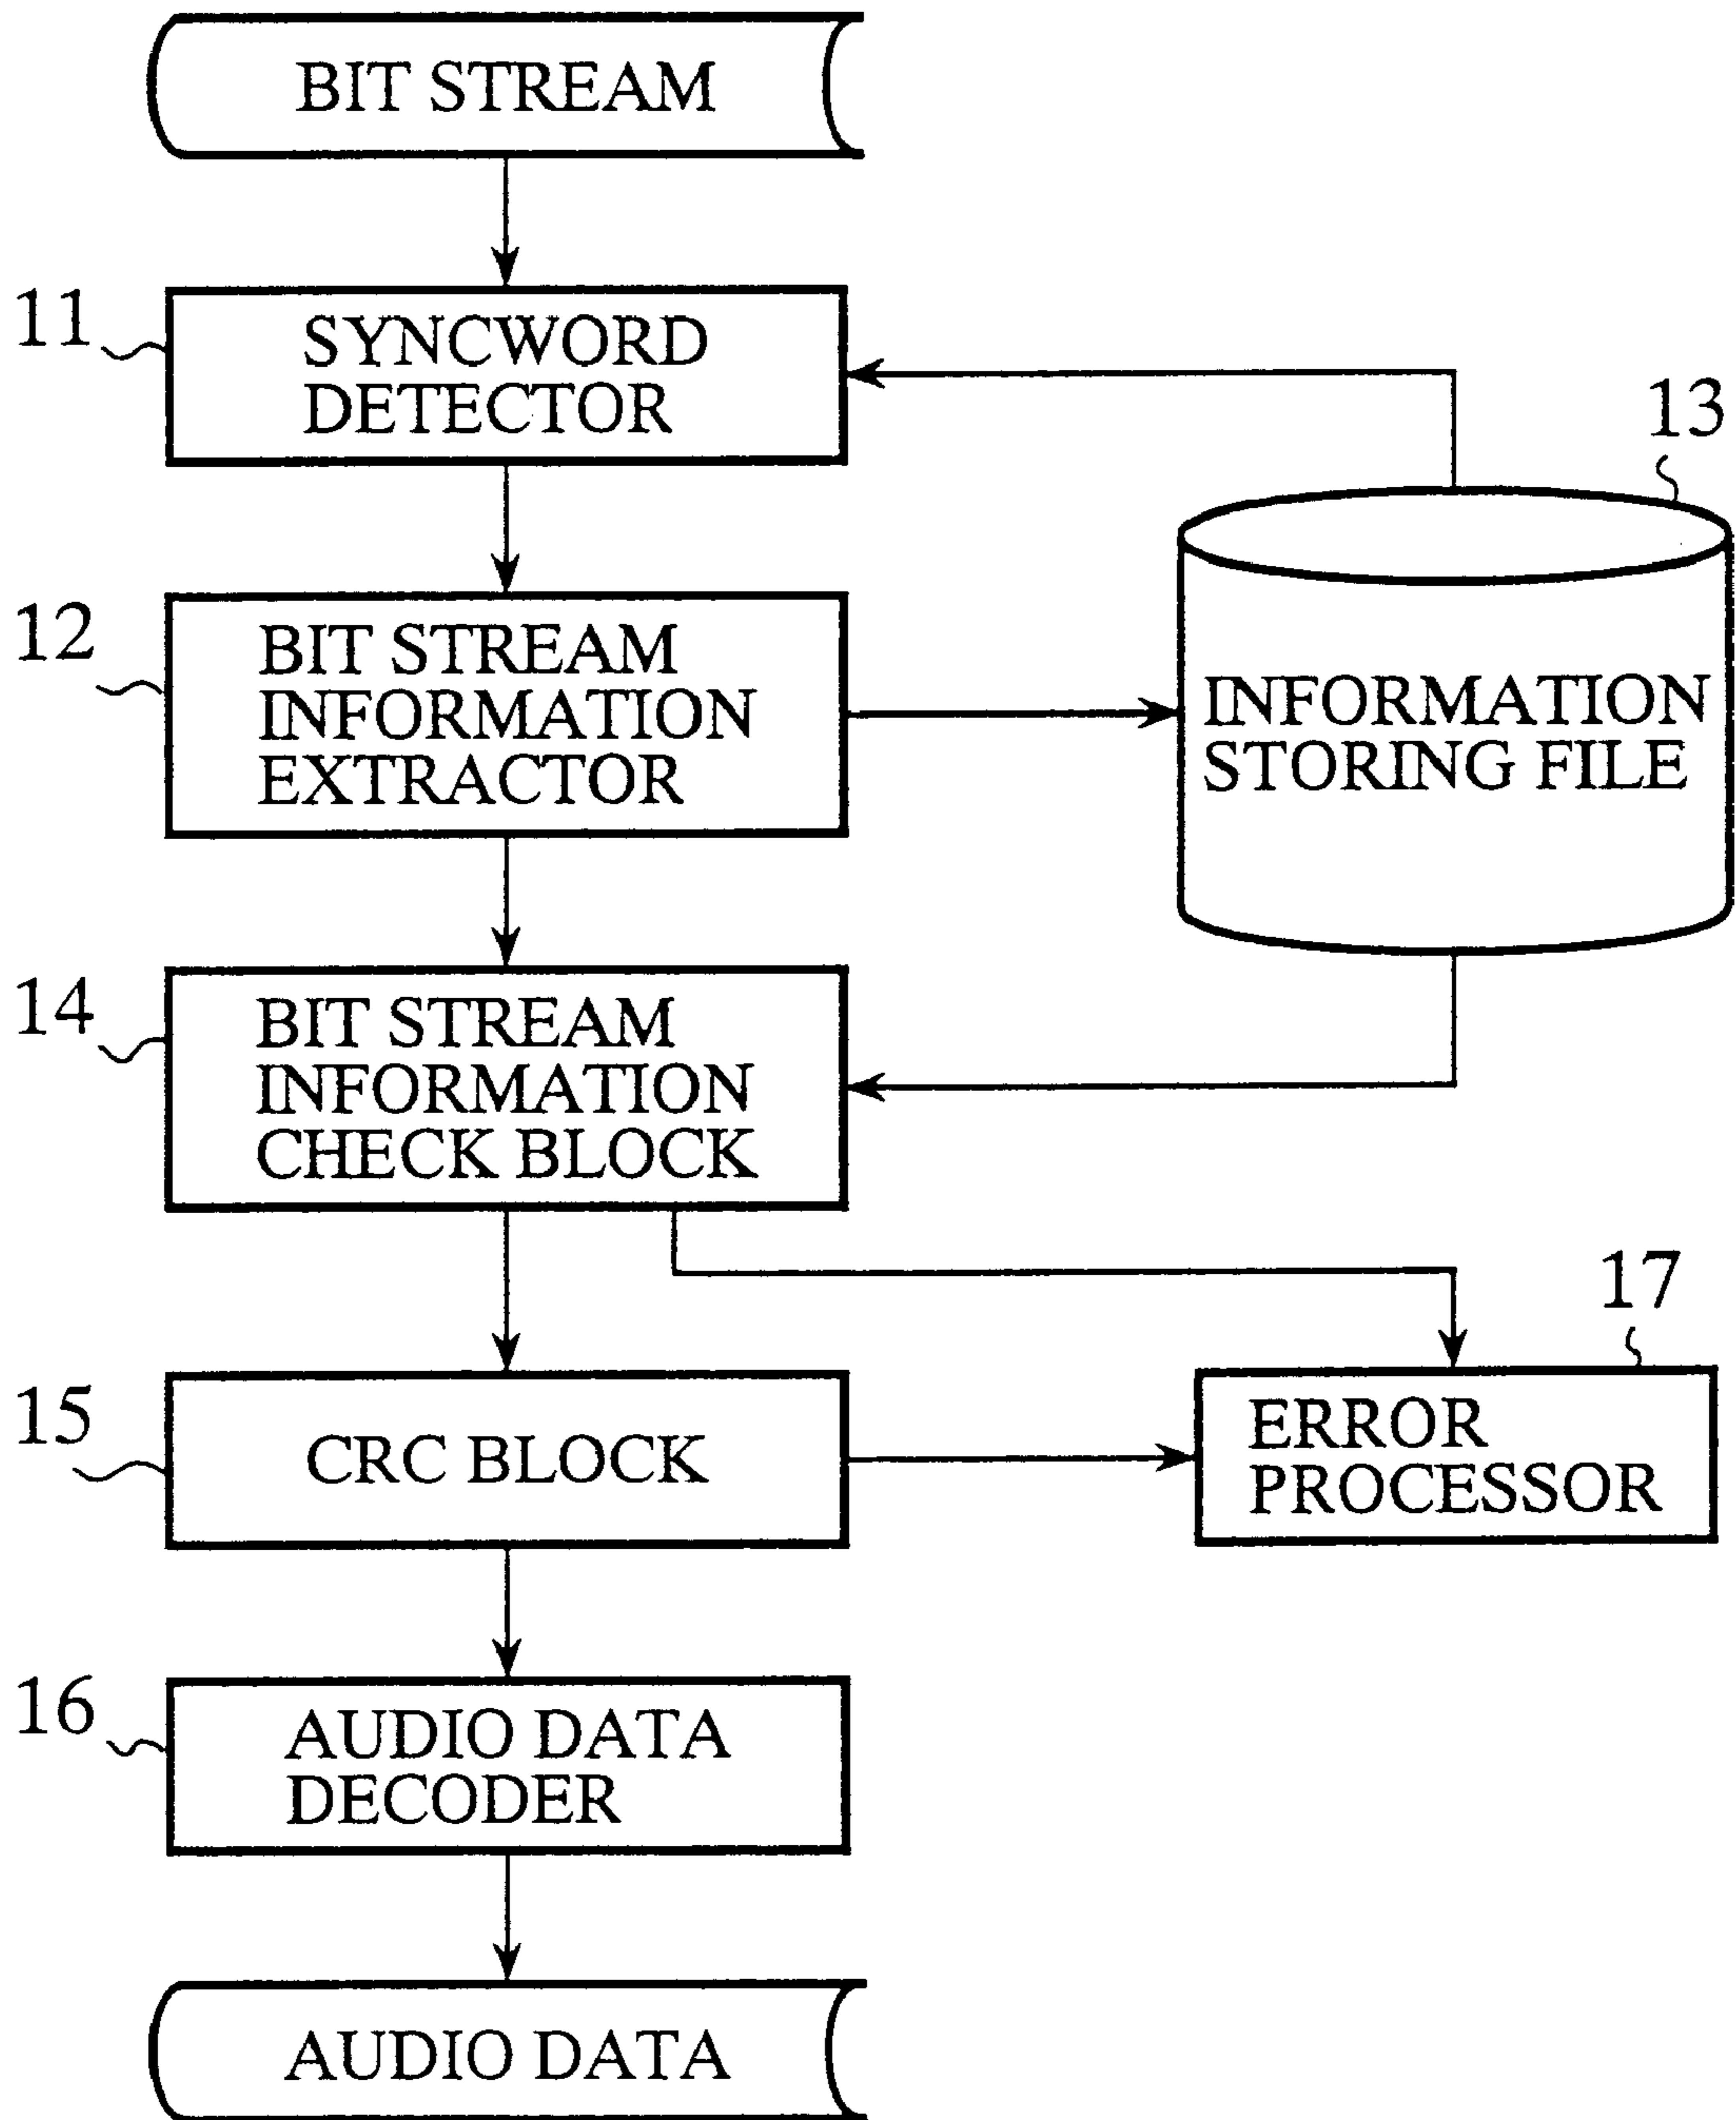 BIT STREAM
11
SYNCWORD
DETECTOR
13
12
BIT STREAM
INFORMATION
EXTRACTOR
INFORMATION
STORING FILE
14
BIT STREAM
INFORMATION
CHECK BLOCK
17
15
CRC BLOCK
ERROR
PROCESSOR
16
AUDIO DATA
DECODER
AUDIO DATA